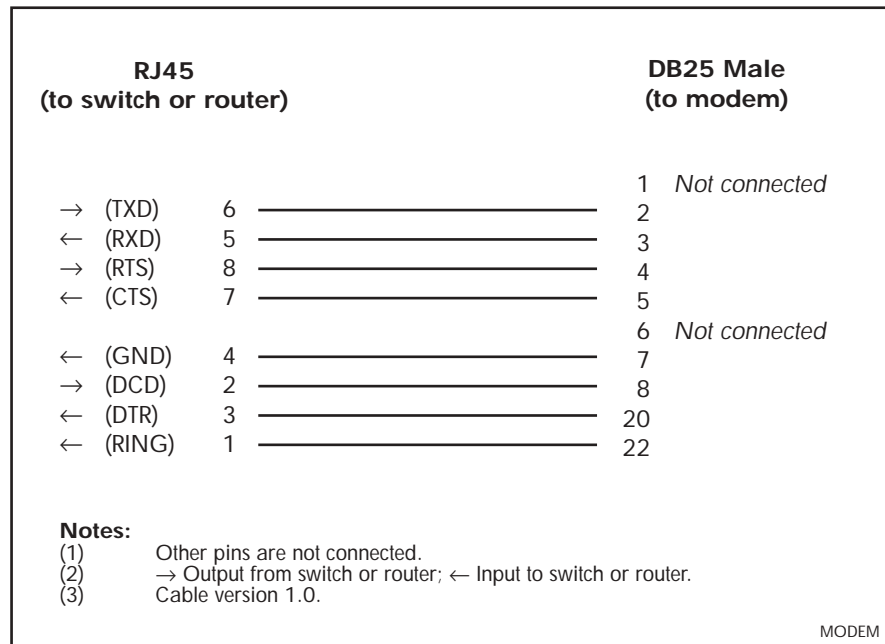 RJ45 DB25 Male
(to switch or router) (to modem)
1 Not connected
→ (TXD) 6 2
← (RXD) 5 3
→ (RTS) 8 4
← (CTS) 7 5
6 Not connected
← (GND) 4 7
→ (DCD) 2 8
← (DTR) 3 20
← (RING) 1 22
Notes:
(1) Other pins are not connected.
(2) → Output from switch or router; ← Input to switch or router.
(3) Cable version 1.0.
MODEM